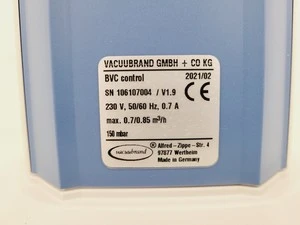 VACUUBRAND GMBH + CO KG
BVC control 2021/02
SN 106107004 / V1.9
230 V, 50/60 Hz, 0.7 A
max. 0.7/0.85 m³/h
150 mbar
CE
vacuubrand ® Alfred - Zippe - Str. 4
97877 Wertheim
Made in Germany